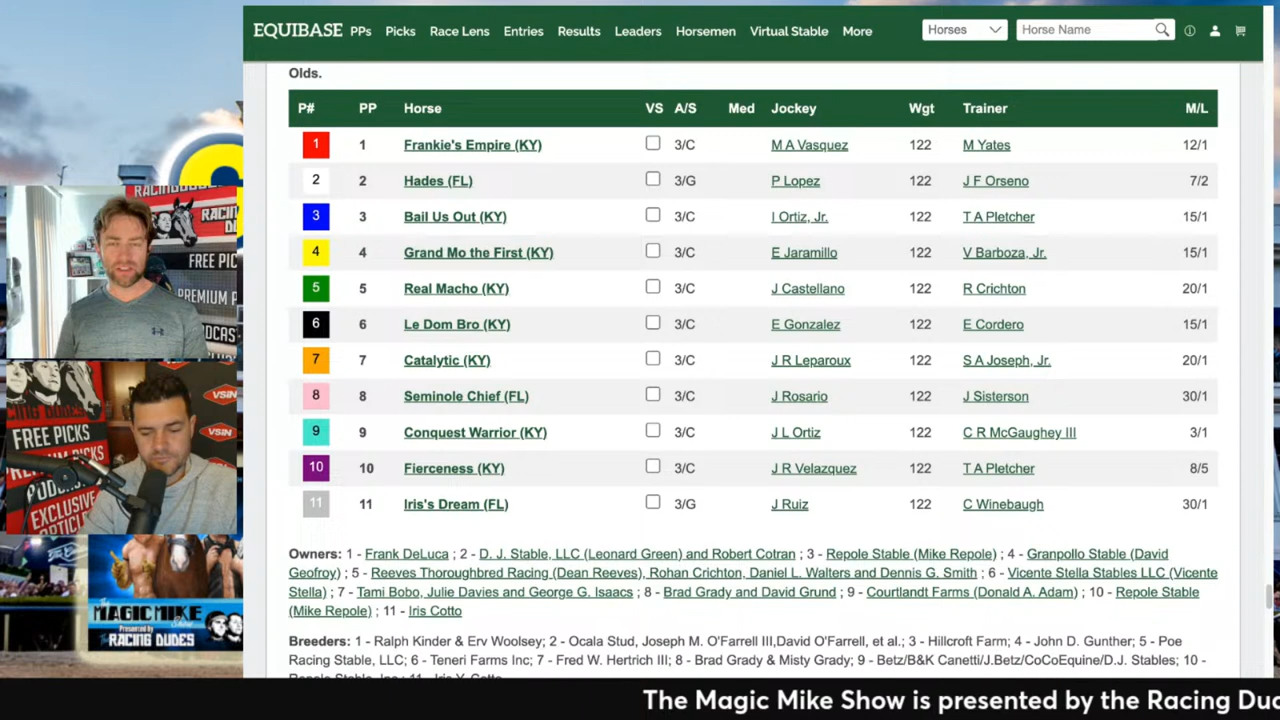 EQUIBASE PPs Picks Race Lens Entries Results Leaders Horsemen Virtual Stable More Horses Horse Name
Olds.
P# PP Horse VS A/S Med Jockey Wgt Trainer M/L
1 1 Frankie's Empire (KY) 3/C M A Vasquez 122 M Yates 12/1
2 2 Hades (FL) 3/G P Lopez 122 J F Orseno 7/2
3 3 Bail Us Out (KY) 3/C I Ortiz, Jr. 122 T A Pletcher 15/1
4 4 Grand Mo the First (KY) 3/C E Jaramillo 122 V Barboza, Jr. 15/1
5 5 Real Macho (KY) 3/C J Castellano 122 R Crichton 20/1
6 6 Le Dom Bro (KY) 3/C E Gonzalez 122 E Cordero 15/1
7 7 Catalytic (KY) 3/C J R Leparoux 122 S A Joseph, Jr. 20/1
8 8 Seminole Chief (FL) 3/C J Rosario 122 J Sisterson 30/1
9 9 Conquest Warrior (KY) 3/C J L Ortiz 122 C R McGaughey III 3/1
10 10 Fierceness (KY) 3/C J R Velazquez 122 T A Pletcher 8/5
11 11 Iris's Dream (FL) 3/G J Ruiz 122 C Winebaugh 30/1
Owners: 1 - Frank DeLuca ; 2 - D. J. Stable, LLC (Leonard Green) and Robert Cotran ; 3 - Repole Stable (Mike Repole) ; 4 - Granpollo Stable (David
Geofroy) ; 5 - Reeves Thoroughbred Racing (Dean Reeves), Rohan Crichton, Daniel L. Walters and Dennis G. Smith ; 6 - Vicente Stella Stables LLC (Vicente
Stella) ; 7 - Tami Bobo, Julie Davies and George G. Isaacs ; 8 - Brad Grady and David Grund ; 9 - Courtlandt Farms (Donald A. Adam) ; 10 - Repole Stable
(Mike Repole) ; 11 - Iris Cotto
Breeders: 1 - Ralph Kinder & Erv Woolsey; 2 - Ocala Stud, Joseph M. O'Farrell III,David O'Farrell, et al.; 3 - Hillcroft Farm; 4 - John D. Gunther; 5 - Poe
Racing Stable, LLC; 6 - Teneri Farms Inc; 7 - Fred W. Hertrich III; 8 - Brad Grady & Misty Grady; 9 - Betz/B&K Canetti/J.Betz/CoCoEquine/D.J. Stables; 10 -
FREE PIC
PREMIUM P
VSiN
VSiN
FREE PICKS
EXCLUSIVE
THE
MAGIC MIKE
SHOW
Presented by the
RACING DUDES
The Magic Mike Show is presented by the Racing Duc